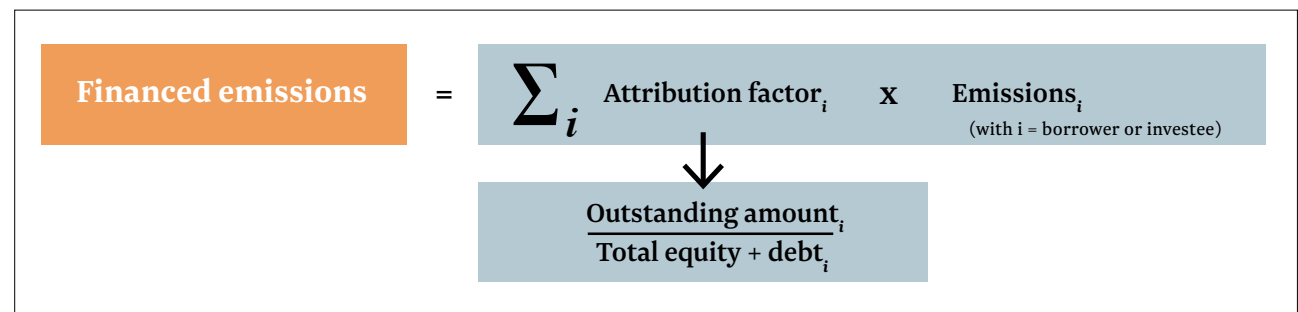 Financed emissions = ∑i Attribution factori x Emissionsi
(with i = borrower or investee)
Outstanding amounti
Total equity + debti